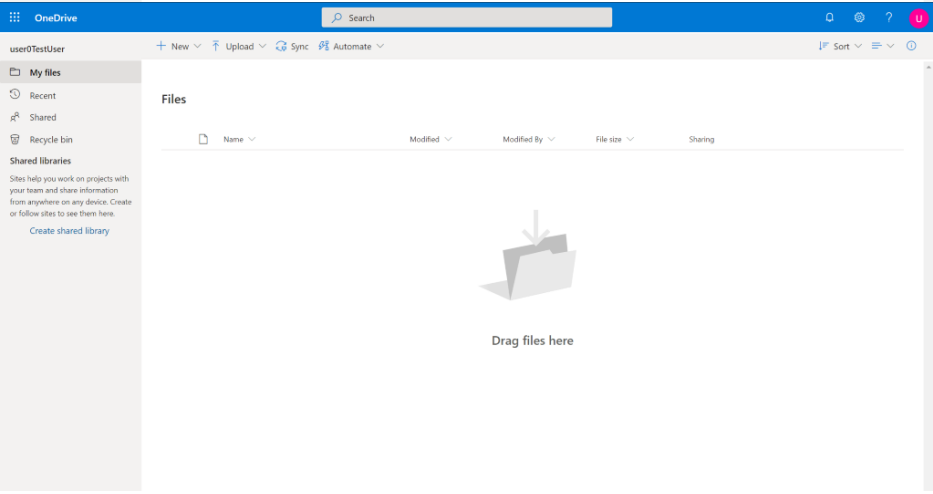 OneDrive
Search
?
U
user0TestUser
New
Upload
Sync
Automate
Sort
My files
Recent
Shared
Recycle bin
Shared libraries
Sites help you work on projects with
your team and share information
from anywhere on any device. Create
or follow sites to see them here.
Create shared library
Files
Name
Modified
Modified By
File size
Sharing
Drag files here